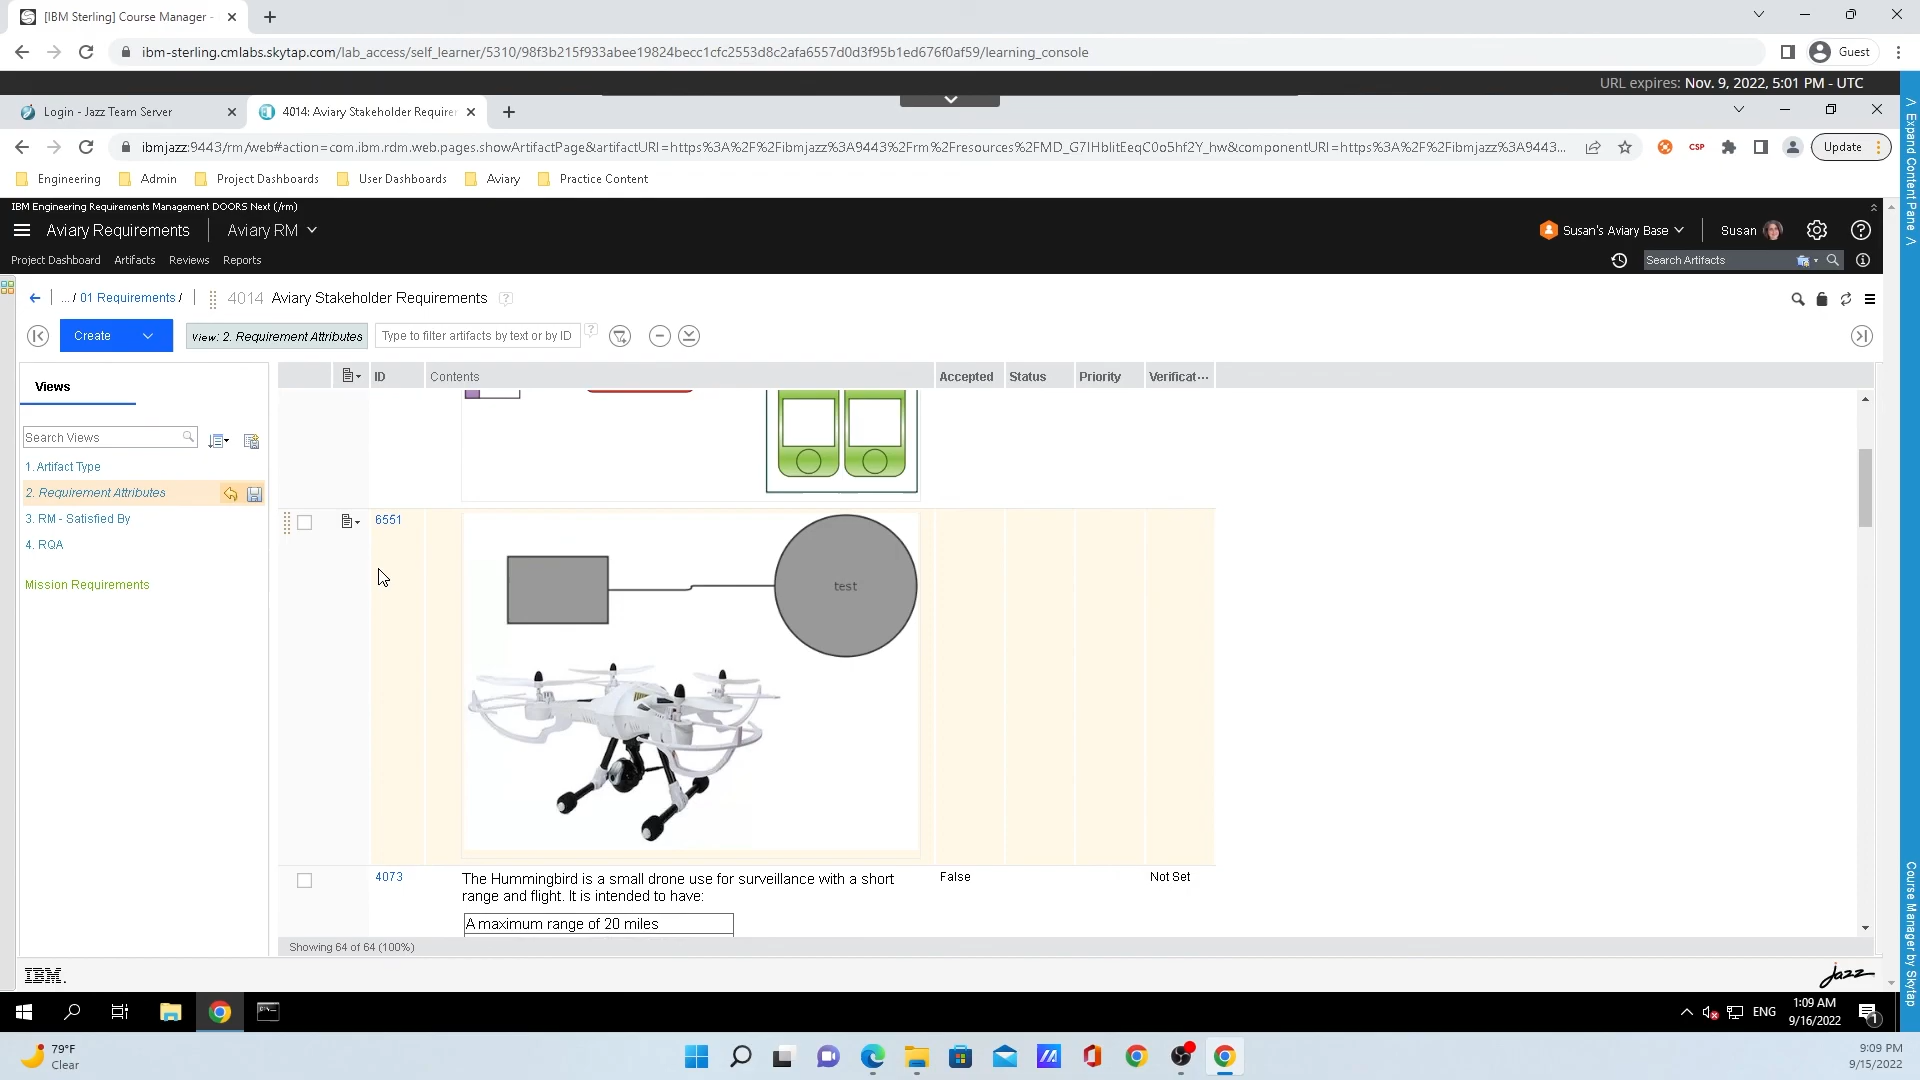 [IBM Sterling] Course Manager -
ibm-sterling.cmlabs.skytap.com/lab_access/self_learner/5310/98f3b215f933abee19824becc1cfc2553d8c2afa6557d0d3f95b1ed676f0af59/learning_console
Guest
URL expires: Nov. 9, 2022, 5:01 PM - UTC
Login - Jazz Team Server
4014: Aviary Stakeholder Requirer
ibmjazz:9443/rm/web#action=com.ibm.rdm.web.pages.showArtifactPage&artifactURI=https%3A%2F%2Fibmjazz%3A9443%2Frm%2Fresources%2FMD_G7IHblitEeqC0o5hf2Y_hw&componentURI=https%3A%2F%2Fibmjazz%3A9443...
Update
Engineering
Admin
Project Dashboards
User Dashboards
Aviary
Practice Content
IBM Engineering Requirements Management DOORS Next (/rm)
Aviary Requirements
Aviary RM
Susan's Aviary Base
Susan
Project Dashboard
Artifacts
Reviews
Reports
Search Artifacts
... / 01 Requirements /
4014 Aviary Stakeholder Requirements
Create
View: 2. Requirement Attributes
Type to filter artifacts by text or by ID
Views
Search Views
1. Artifact Type
2. Requirement Attributes
3. RM - Satisfied By
4. RQA
Mission Requirements
ID
Contents
Accepted
Status
Priority
Verificat...
6551
test
4073
The Hummingbird is a small drone use for surveillance with a short
range and flight. It is intended to have:
False
Not Set
A maximum range of 20 miles
Showing 64 of 64 (100%)
IBM.
Jazz
< Expand Content Pane <
Course Manager by Skytap
CSP
ENG
1:09 AM
9/16/2022
1
79°F
Clear
9:09 PM
9/15/2022